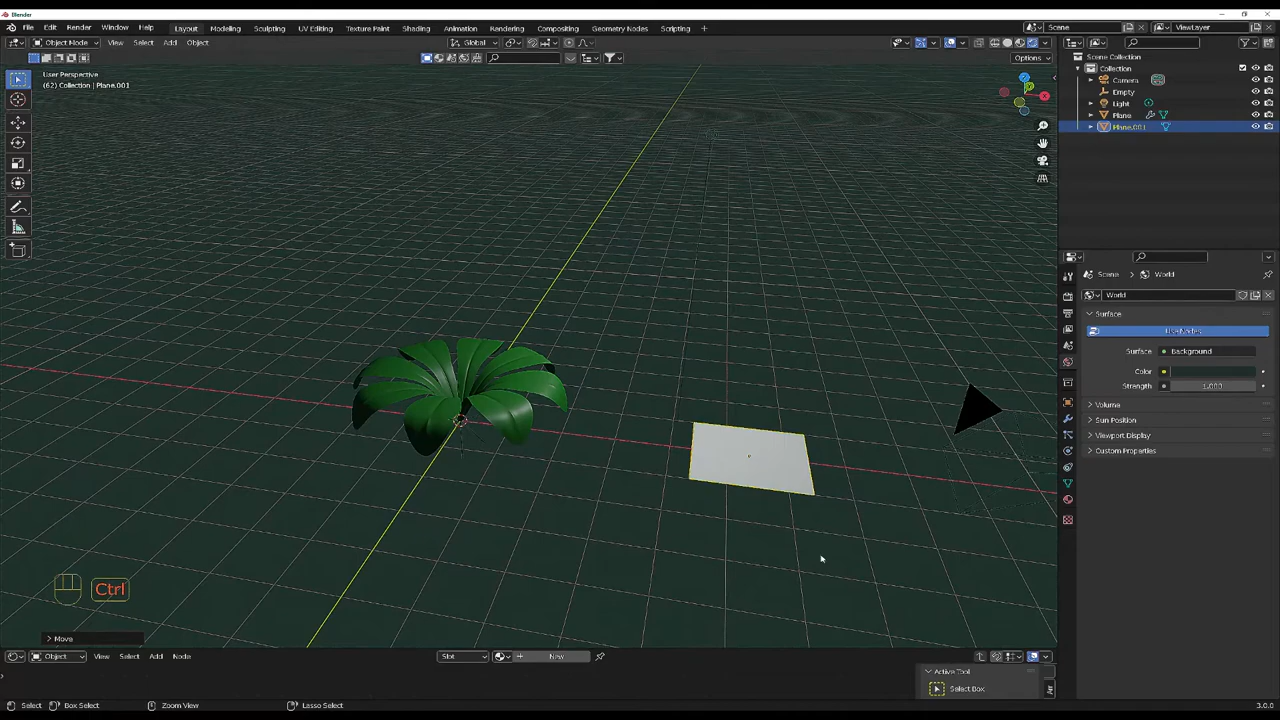 Blender
File Edit Render Window Help Layout Modeling Sculpting UV Editing Texture Paint Shading Animation Rendering Compositing Geometry Nodes Scripting Scene ViewLayer
Object Mode View Select Add Object Global
Options
User Perspective
(62) Collection | Plane.001
Scene Collection
Collection
Camera
Empty
Light
Plane
Plane.001
Scene World
World
Surface
Use Nodes
Surface Background
Color
Strength 1.000
Volume
Sun Position
Viewport Display
Custom Properties
Ctrl
Move
Object View Select Add Node Slot New
Active Tool
Select Box
Select Box Select Zoom View Lasso Select 3.0.0